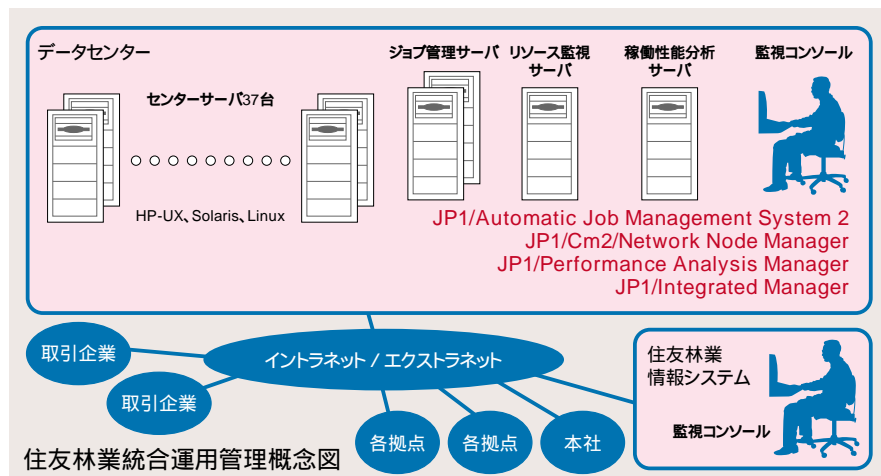 データセンター
センターサーバ37台
HP-UX、Solaris、Linux
ジョブ管理サーバ
リソース監視
サーバ
稼働性能分析
サーバ
監視コンソール
JP1/Automatic Job Management System 2
JP1/Cm2/Network Node Manager
JP1/Performance Analysis Manager
JP1/Integrated Manager
取引企業
取引企業
イントラネット / エクストラネット
各拠点
各拠点
本社
住友林業
情報システム
監視コンソール
住友林業統合運用管理概念図